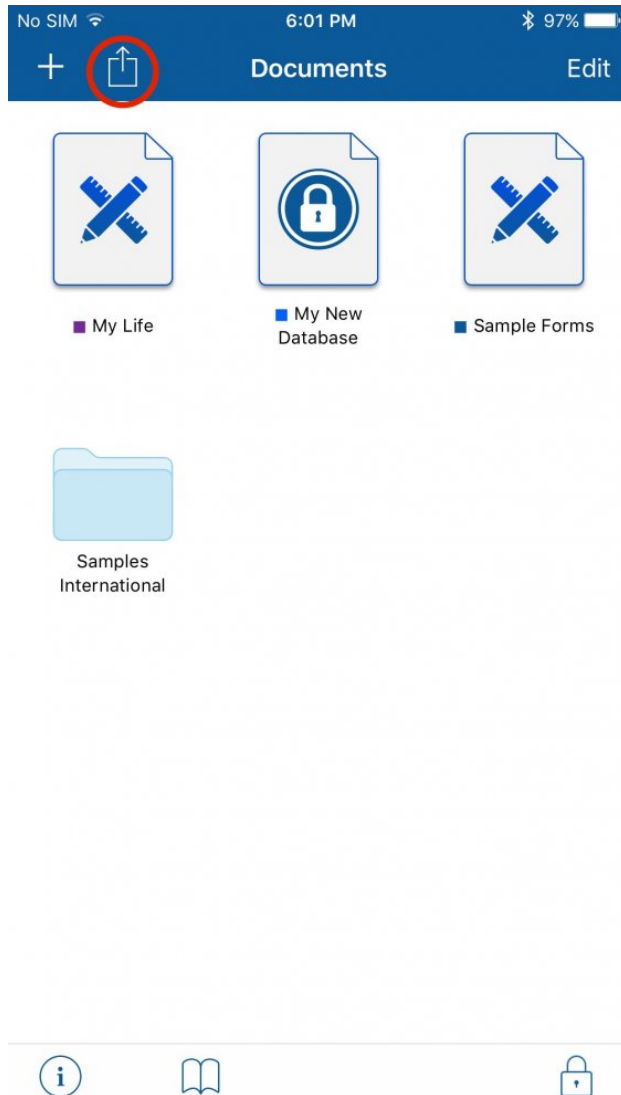 No SIM 6:01 PM 97%
Documents Edit
My Life
My New
Database
Sample Forms
Samples
International